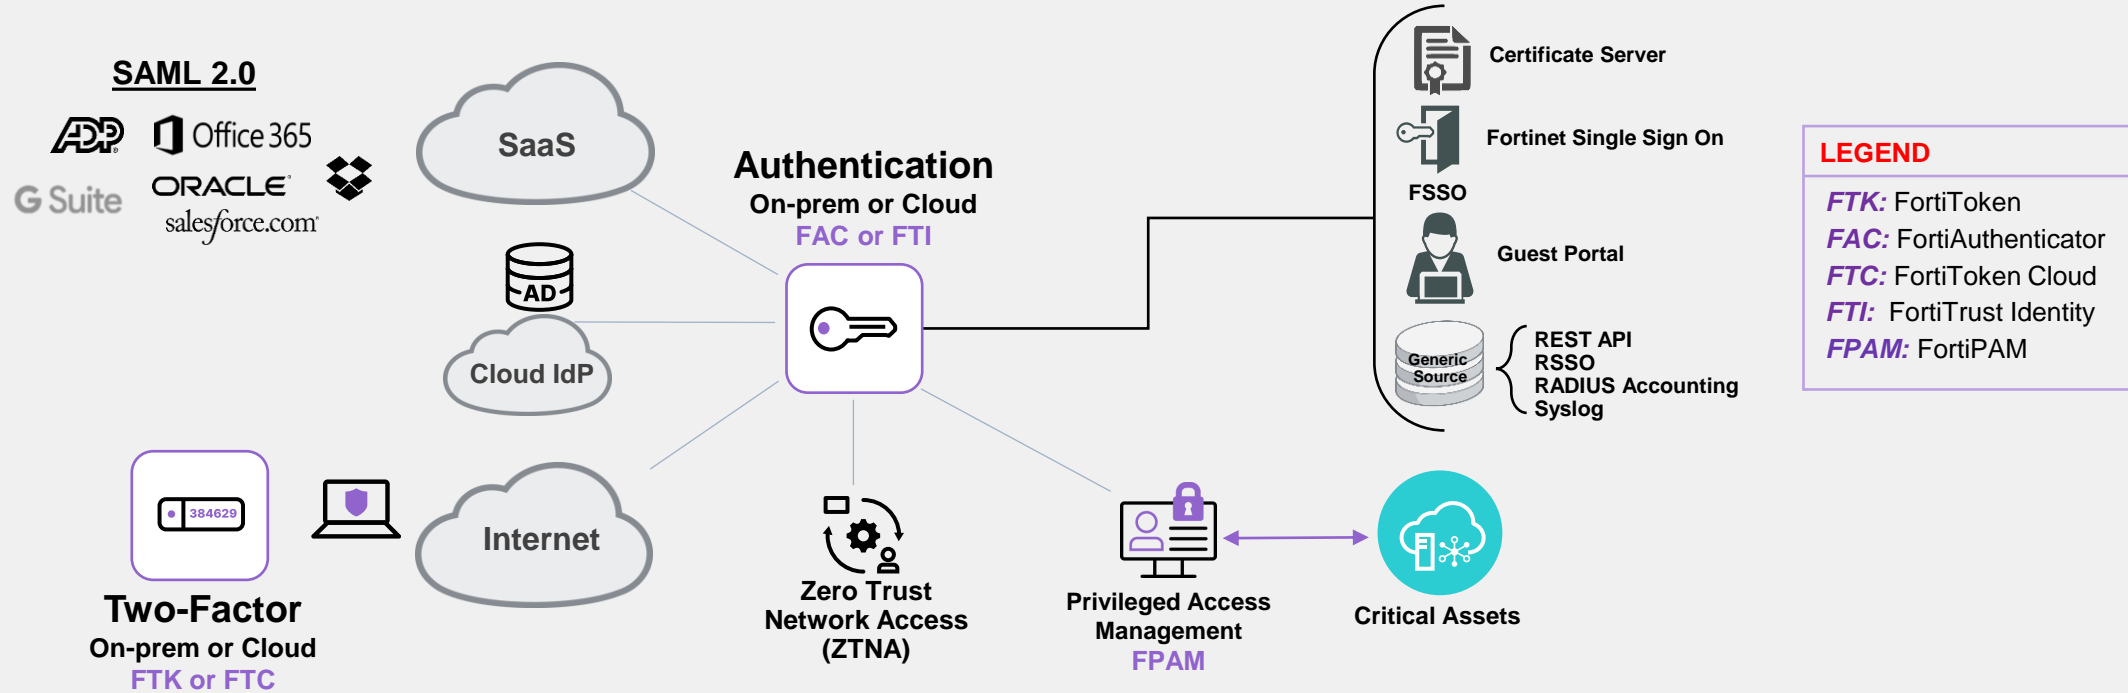 SAML 2.0
ADP
Office 365
G Suite
ORACLE
salesforce.com
SaaS
AD
Cloud IdP
Internet
384629
Two-Factor
On-prem or Cloud
FTK or FTC
Authentication
On-prem or Cloud
FAC or FTI
Zero Trust
Network Access
(ZTNA)
Privileged Access
Management
FPAM
Critical Assets
Certificate Server
Fortinet Single Sign On
FSSO
Guest Portal
Generic
Source
REST API
RSSO
RADIUS Accounting
Syslog
LEGEND
FTK: FortiToken
FAC: FortiAuthenticator
FTC: FortiToken Cloud
FTI: FortiTrust Identity
FPAM: FortiPAM